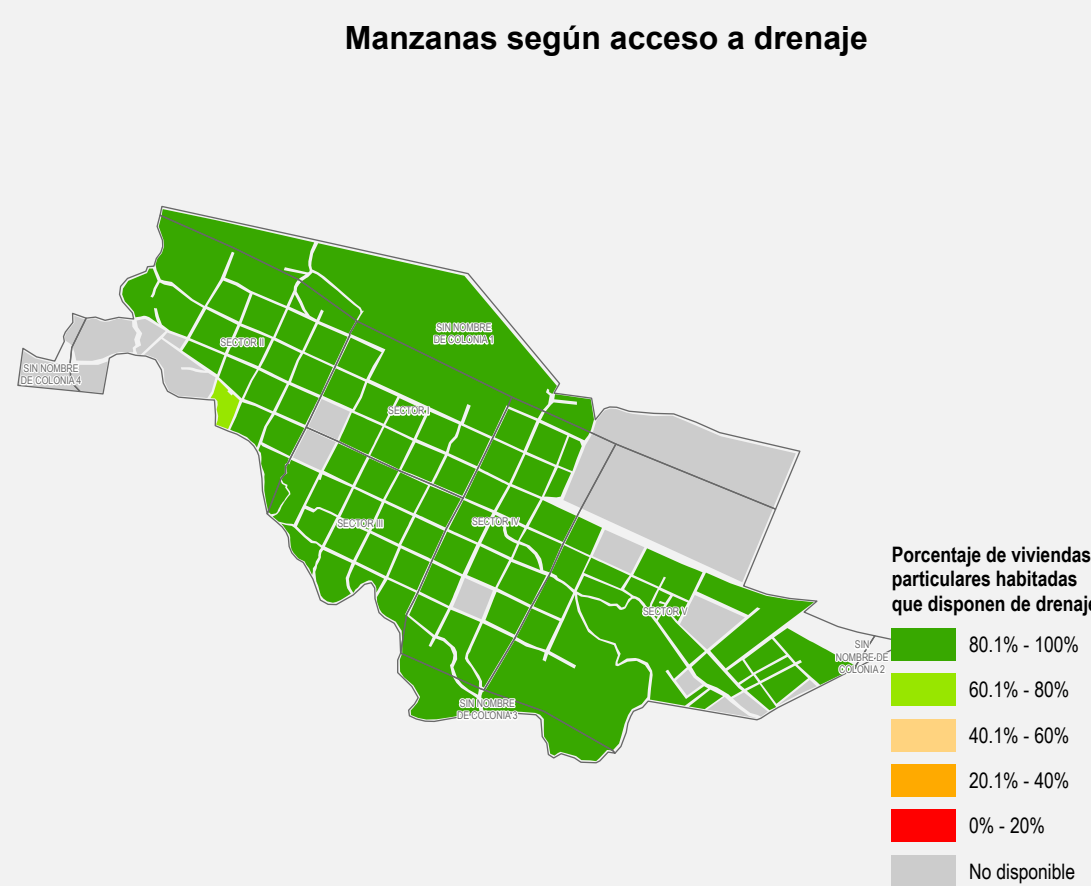 Manzanas según acceso a drenaje
SIN NOMBRE
DE COLONIA 1
SECTOR II
SIN NOMBRE
DE COLONIA 4
SECTOR I
SECTOR III
SECTOR IV
SECTOR V
SIN
NOMBRE DE
COLONIA 2
SIN NOMBRE
DE COLONIA 3
Porcentaje de viviendas
particulares habitadas
que disponen de drenaje
80.1% - 100%
60.1% - 80%
40.1% - 60%
20.1% - 40%
0% - 20%
No disponible